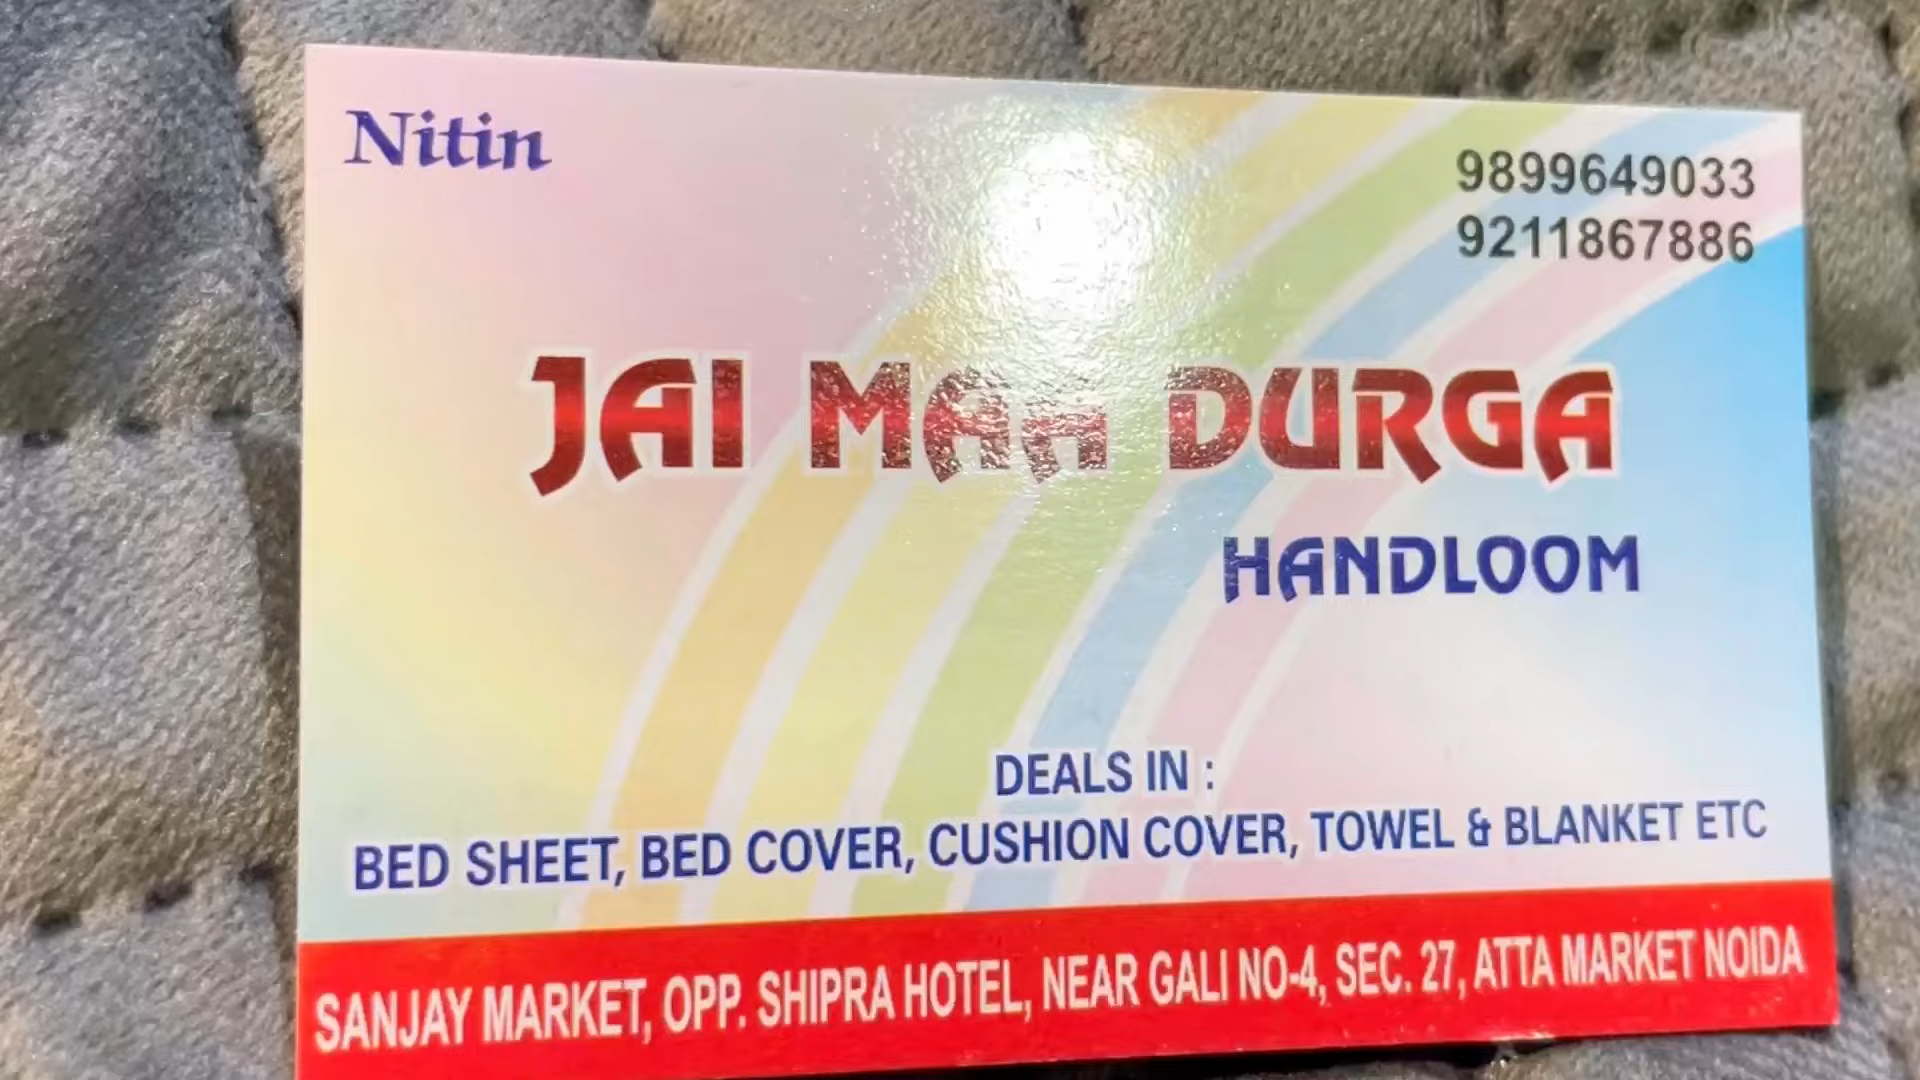 Nitin
9899649033
9211867886
JAI MAA DURGA
HANDLOOM
DEALS IN :
BED SHEET, BED COVER, CUSHION COVER, TOWEL & BLANKET ETC
SANJAY MARKET, OPP. SHIPRA HOTEL, NEAR GALI NO-4, SEC. 27, ATTA MARKET NOIDA